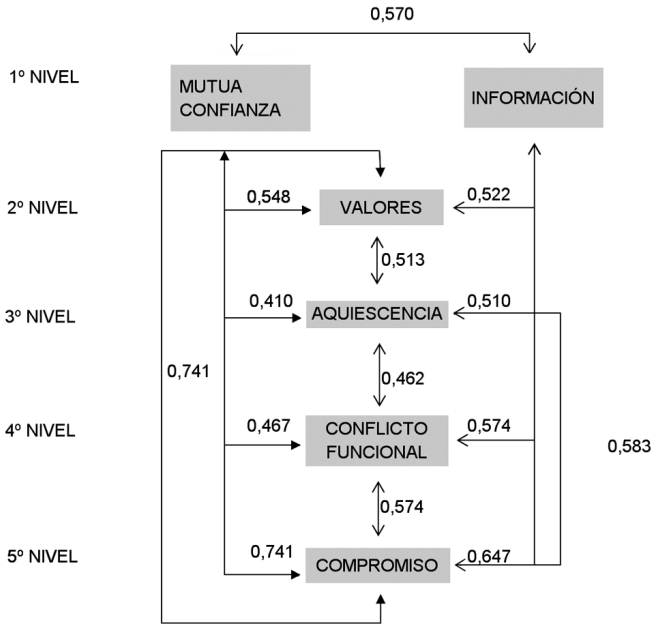 0,570
1º NIVEL
MUTUA
CONFIANZA
INFORMACIÓN
2º NIVEL
0,548
VALORES
0,522
0,513
3º NIVEL
0,410
AQUIESCENCIA
0,510
0,741
0,462
4º NIVEL
0,467
CONFLICTO
FUNCIONAL
0,574
0,583
0,574
5º NIVEL
0,741
COMPROMISO
0,647